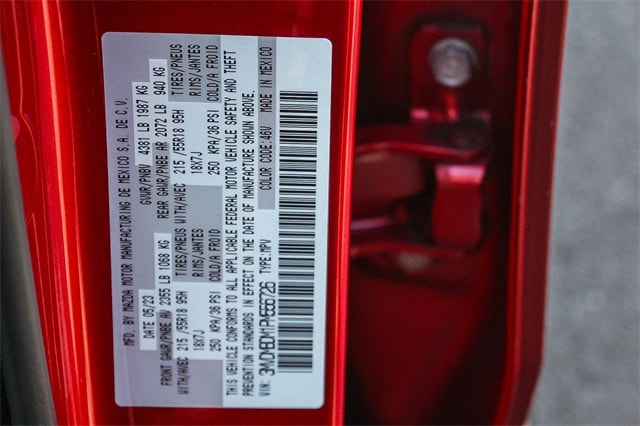 MFG. BY MAZDA MOTOR MANUFACTURING DE MEXICO S.A. DE C.V.
DATE 05/23 GVWR/PNBV 4381 LB 1987 KG
FRONT GAWR/PNBE AV 2355 LB 1068 KG REAR GAWR/PNBE AR 2072 LB 940 KG
TIRES/PNEUS TIRES/PNEUS
WITH/AVEC 215 /55R18 95H WITH/AVEC 215 /55R18 95H
RIMS/JANTES RIMS/JANTES
18X7J 18X7J
COLD/A FROID COLD/A FROID
250 KPA/36 PSI 250 KPA/36 PSI
THIS VEHICLE CONFORMS TO ALL APPLICABLE FEDERAL MOTOR VEHICLE SAFETY AND THEFT
PREVENTION STANDARDS IN EFFECT ON THE DATE OF MANUFACTURE SHOWN ABOVE.
VIN: TYPE:MPV COLOR CODE:46V MADE IN MEXICO